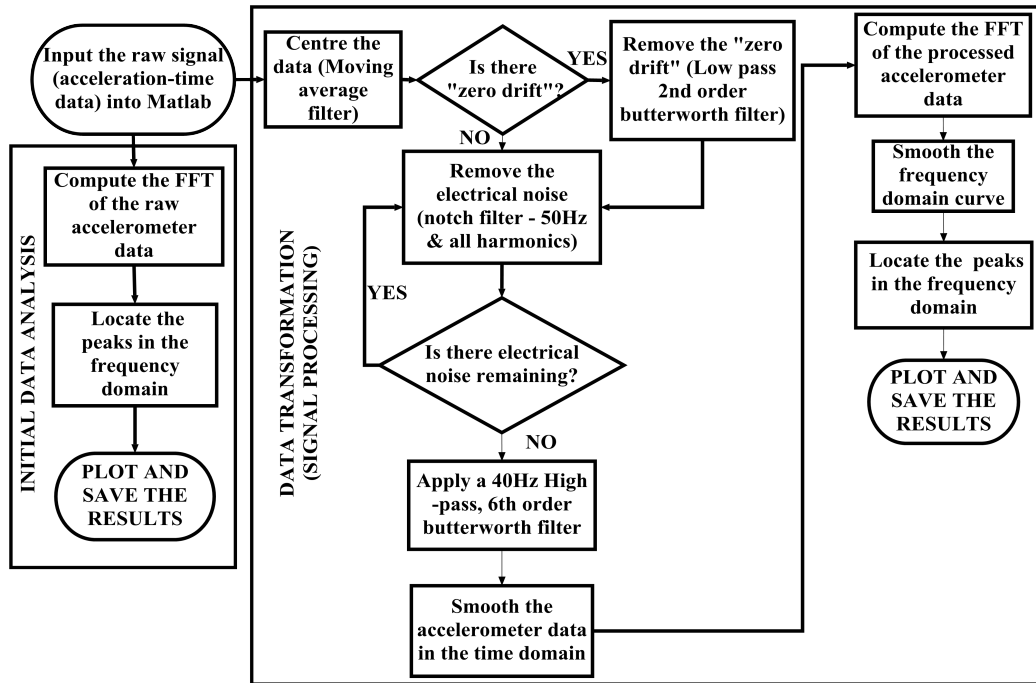 Input the raw signal
(acceleration-time
data) into Matlab
INITIAL DATA ANALYSIS
Compute the FFT
of the raw
accelerometer
data
Locate the
peaks in the
frequency
domain
PLOT AND
SAVE THE
RESULTS
DATA TRANSFORMATION
(SIGNAL PROCESSING)
Centre the
data (Moving
average
filter)
Is there
"zero drift"?
YES
Remove the "zero
drift" (Low pass
2nd order
butterworth filter)
NO
Remove the
electrical noise
(notch filter - 50Hz
& all harmonics)
YES
Is there electrical
noise remaining?
NO
Apply a 40Hz High
-pass, 6th order
butterworth filter
Smooth the
accelerometer data
in the time domain
Compute the FFT
of the processed
accelerometer
data
Smooth the
frequency
domain curve
Locate the peaks
in the frequency
domain
PLOT AND
SAVE THE
RESULTS